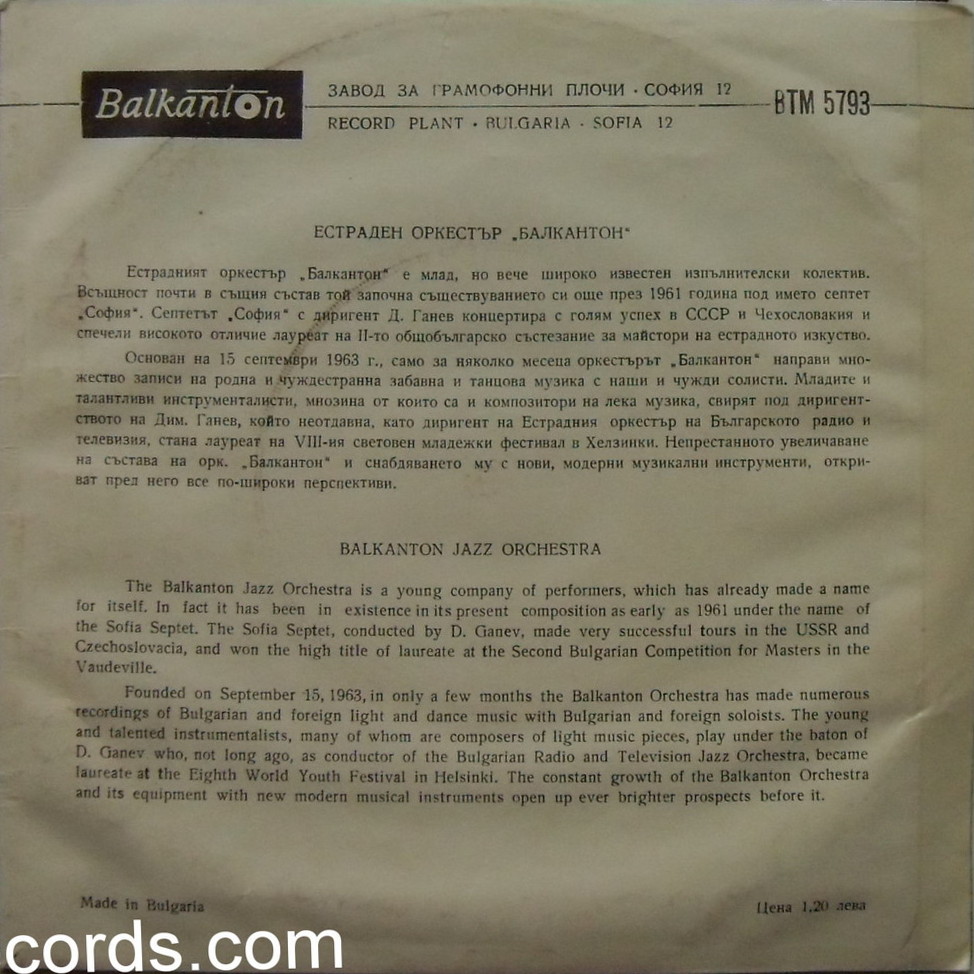 Balkanton
ЗАВОД ЗА ГРАМОФОННИ ПЛОЧИ · СОФИЯ 12
RECORD PLANT · BULGARIA · SOFIA 12
ВТМ 5793
ЕСТРАДЕН ОРКЕСТЪР „БАЛКАНТОН“
Естрадният оркестър „Балкантон“ е млад, но вече широко известен изпълнителски колектив.
Всъщност почти в същия състав той започна съществуването си още през 1961 година под името септет
„София“. Септетът „София“ с диригент Д. Ганев концертира с голям успех в СССР и Чехословакия и
спечели високото отличие лауреат на II-то общобългарско състезание за майстори на естрадното изкуство.
Основан на 15 септември 1963 г., само за няколко месеца оркестърът „Балкантон“ направи мно-
жество записи на родна и чуждестранна забавна и танцова музика с наши и чужди солисти. Младите и
талантливи инструменталисти, мнозина от които са и композитори на лека музика, свирят под диригент-
ството на Дим. Ганев, който неотдавна, като диригент на Естрадния оркестър на Българското радио и
телевизия, стана лауреат на VIII-ия световен младежки фестивал в Хелзинки. Непрестанното увеличаване
на състава на орк. „Балкантон“ и снабдяването му с нови, модерни музикални инструменти, откри-
ват пред него все по-широки перспективи.
BALKANTON JAZZ ORCHESTRA
The Balkanton Jazz Orchestra is a young company of performers, which has already made a name
for itself. In fact it has been in existence in its present composition as early as 1961 under the name of
the Sofia Septet. The Sofia Septet, conducted by D. Ganev, made very successful tours in the USSR and
Czechoslovacia, and won the high title of laureate at the Second Bulgarian Competition for Masters in the
Vaudeville.
Founded on September 15, 1963, in only a few months the Balkanton Orchestra has made numerous
recordings of Bulgarian and foreign light and dance music with Bulgarian and foreign soloists. The young
and talented instrumentalists, many of whom are composers of light music pieces, play under the baton of
D. Ganev who, not long ago, as conductor of the Bulgarian Radio and Television Jazz Orchestra, became
laureate at the Eighth World Youth Festival in Helsinki. The constant growth of the Balkanton Orchestra
and its equipment with new modern musical instruments open up ever brighter prospects before it.
Made in Bulgaria
Цена 1,20 лева
cords.com